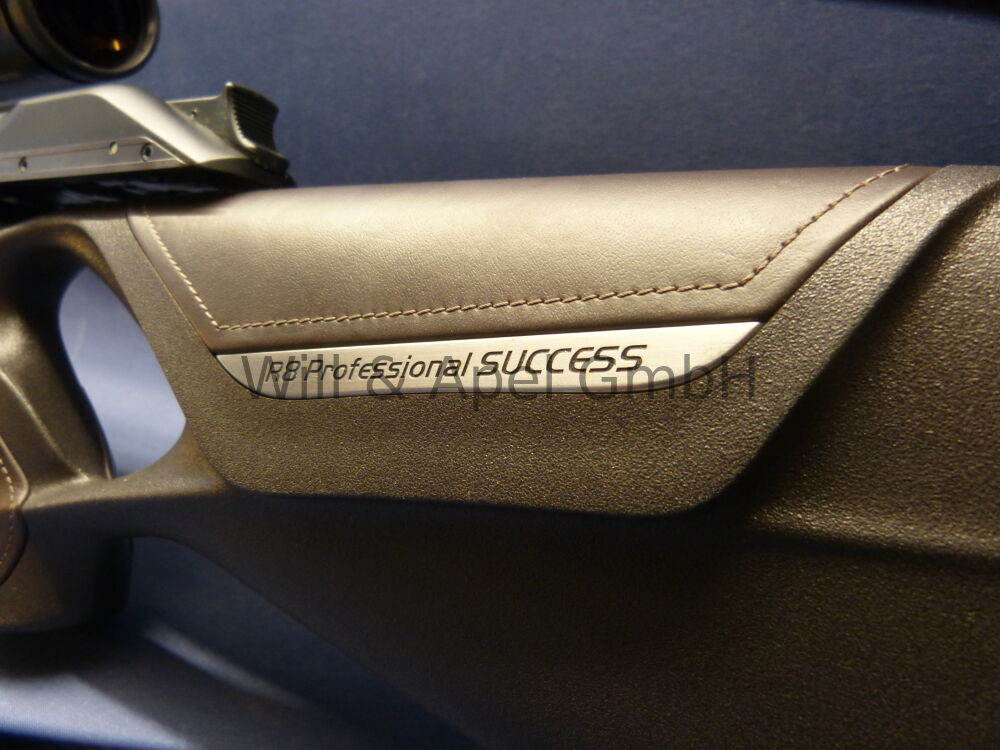 R8 Professional SUCCESS
Will & Apel GmbH